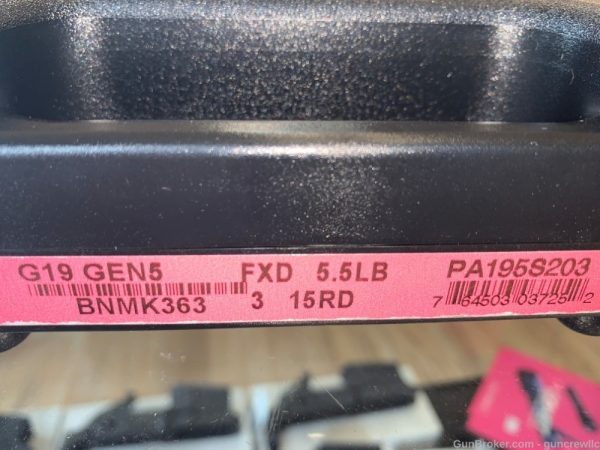 G19 GEN5 FXD 5.5LB PA195S203
BNMK363 3 15RD 7 64503 03725 2
GunBroker.com - guncrewllc